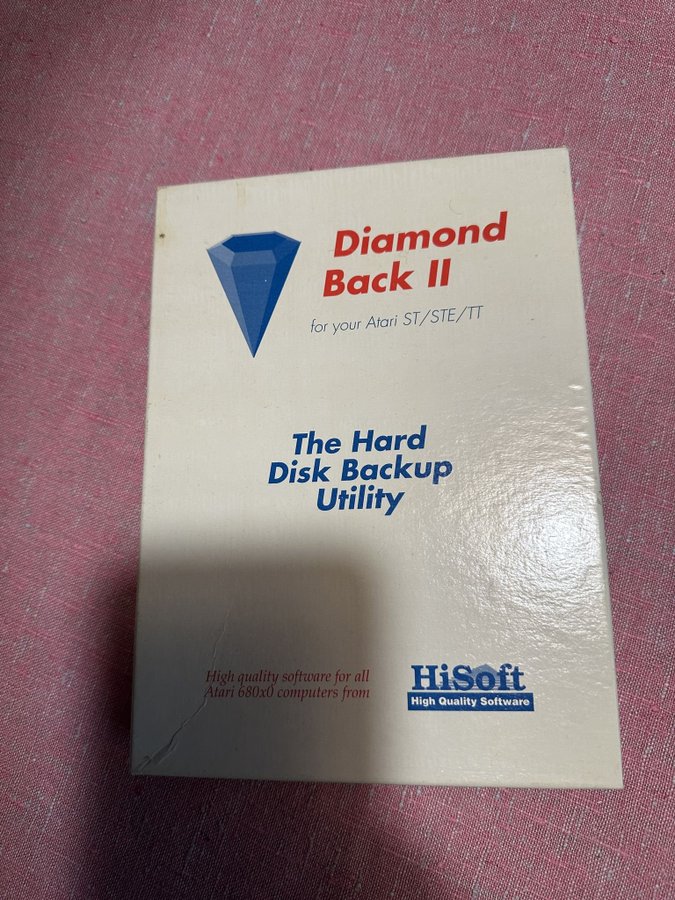 Diamond
Back II
for your Atari ST/STE/TT
The Hard
Disk Backup
Utility
High quality software for all
Atari 680x0 computers from
HiSoft
High Quality Software